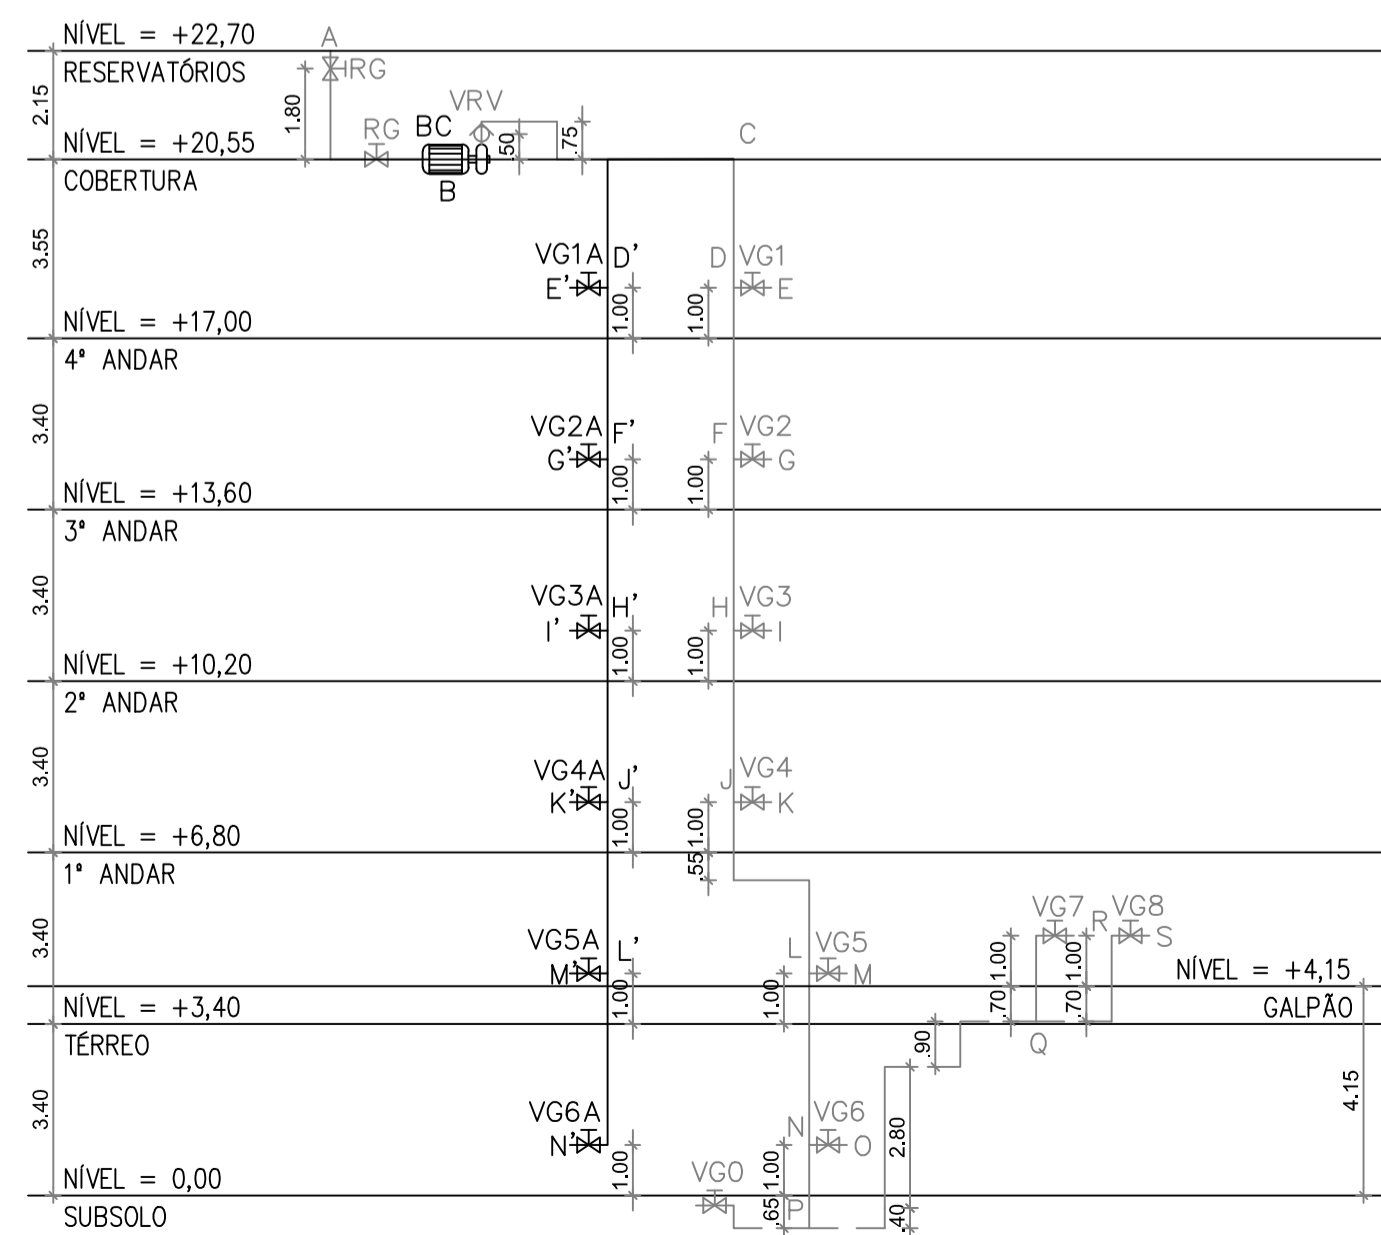 NÍVEL = +22,70
A
RESERVATÓRIOS
RG
2.15
1.80
VRV
RG
BC
.50
.75
C
NÍVEL = +20,55
COBERTURA
B
3.55
VG1A
D'
D
VG1
E'
E
1.00
1.00
NÍVEL = +17,00
4º ANDAR
3.40
VG2A
F'
F
VG2
G'
G
1.00
1.00
NÍVEL = +13,60
3º ANDAR
3.40
VG3A
H'
H
VG3
I'
I
1.00
1.00
NÍVEL = +10,20
2º ANDAR
3.40
VG4A
J'
J
VG4
K'
K
1.00
1.00
NÍVEL = +6,80
.55
1º ANDAR
3.40
VG7
R
VG8
S
VG5A
L'
L
VG5
M'
M
1.00
1.00
NÍVEL = +4,15
1.00
1.00
.70
.70
NÍVEL = +3,40
GALPÃO
TÉRREO
.90
Q
3.40
4.15
VG6A
N
VG6
N'
O
2.80
1.00
1.00
VG0
NÍVEL = 0,00
.65
P
.40
SUBSOLO